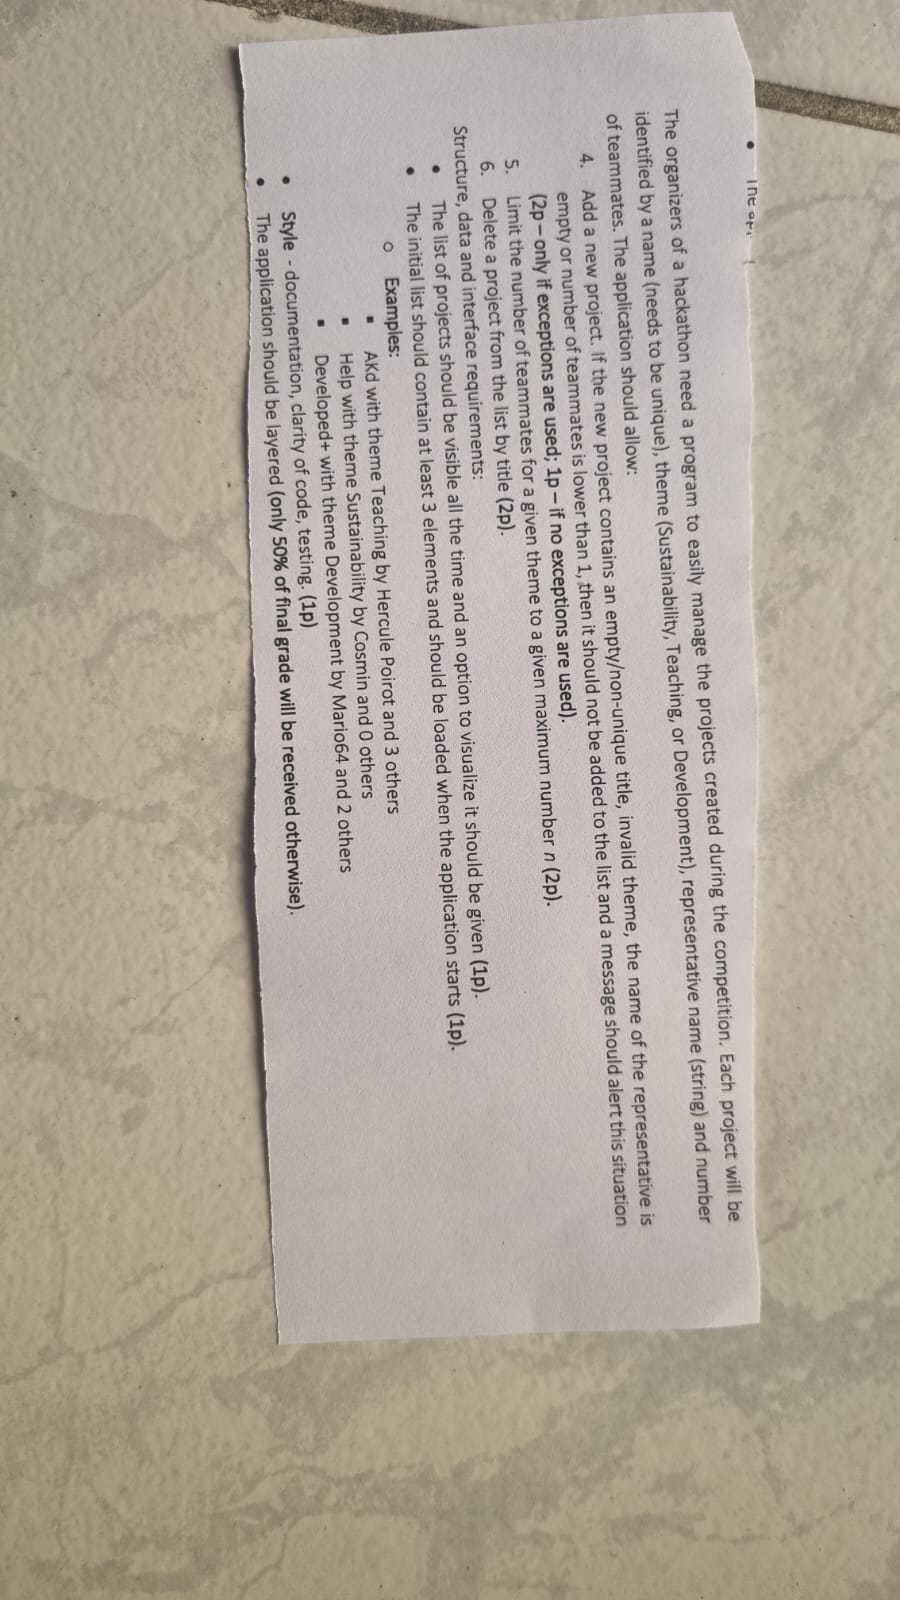 The organizers of a hackathon need a program to easily manage the projects created during the competition. Each project will be
identified by a name (needs to be unique), theme (Sustainability, Teaching, or Development), representative name (string) and number
of teammates. The application should allow:
4. Add a new project. If the new project contains an empty/non-unique title, invalid theme, the name of the representative is
empty or number of teammates is lower than 1, then it should not be added to the list and a message should alert this situation
(2p – only if exceptions are used; 1p – if no exceptions are used).
5. Limit the number of teammates for a given theme to a given maximum number n (2p).
6. Delete a project from the list by title (2p).
Structure, data and interface requirements:
• The list of projects should be visible all the time and an option to visualize it should be given (1p).
• The initial list should contain at least 3 elements and should be loaded when the application starts (1p).
o Examples:
▪ AKd with theme Teaching by Hercule Poirot and 3 others
▪ Help with theme Sustainability by Cosmin and 0 others
▪ Developed+ with theme Development by Mario64 and 2 others
• Style - documentation, clarity of code, testing. (1p)
• The application should be layered (only 50% of final grade will be received otherwise).